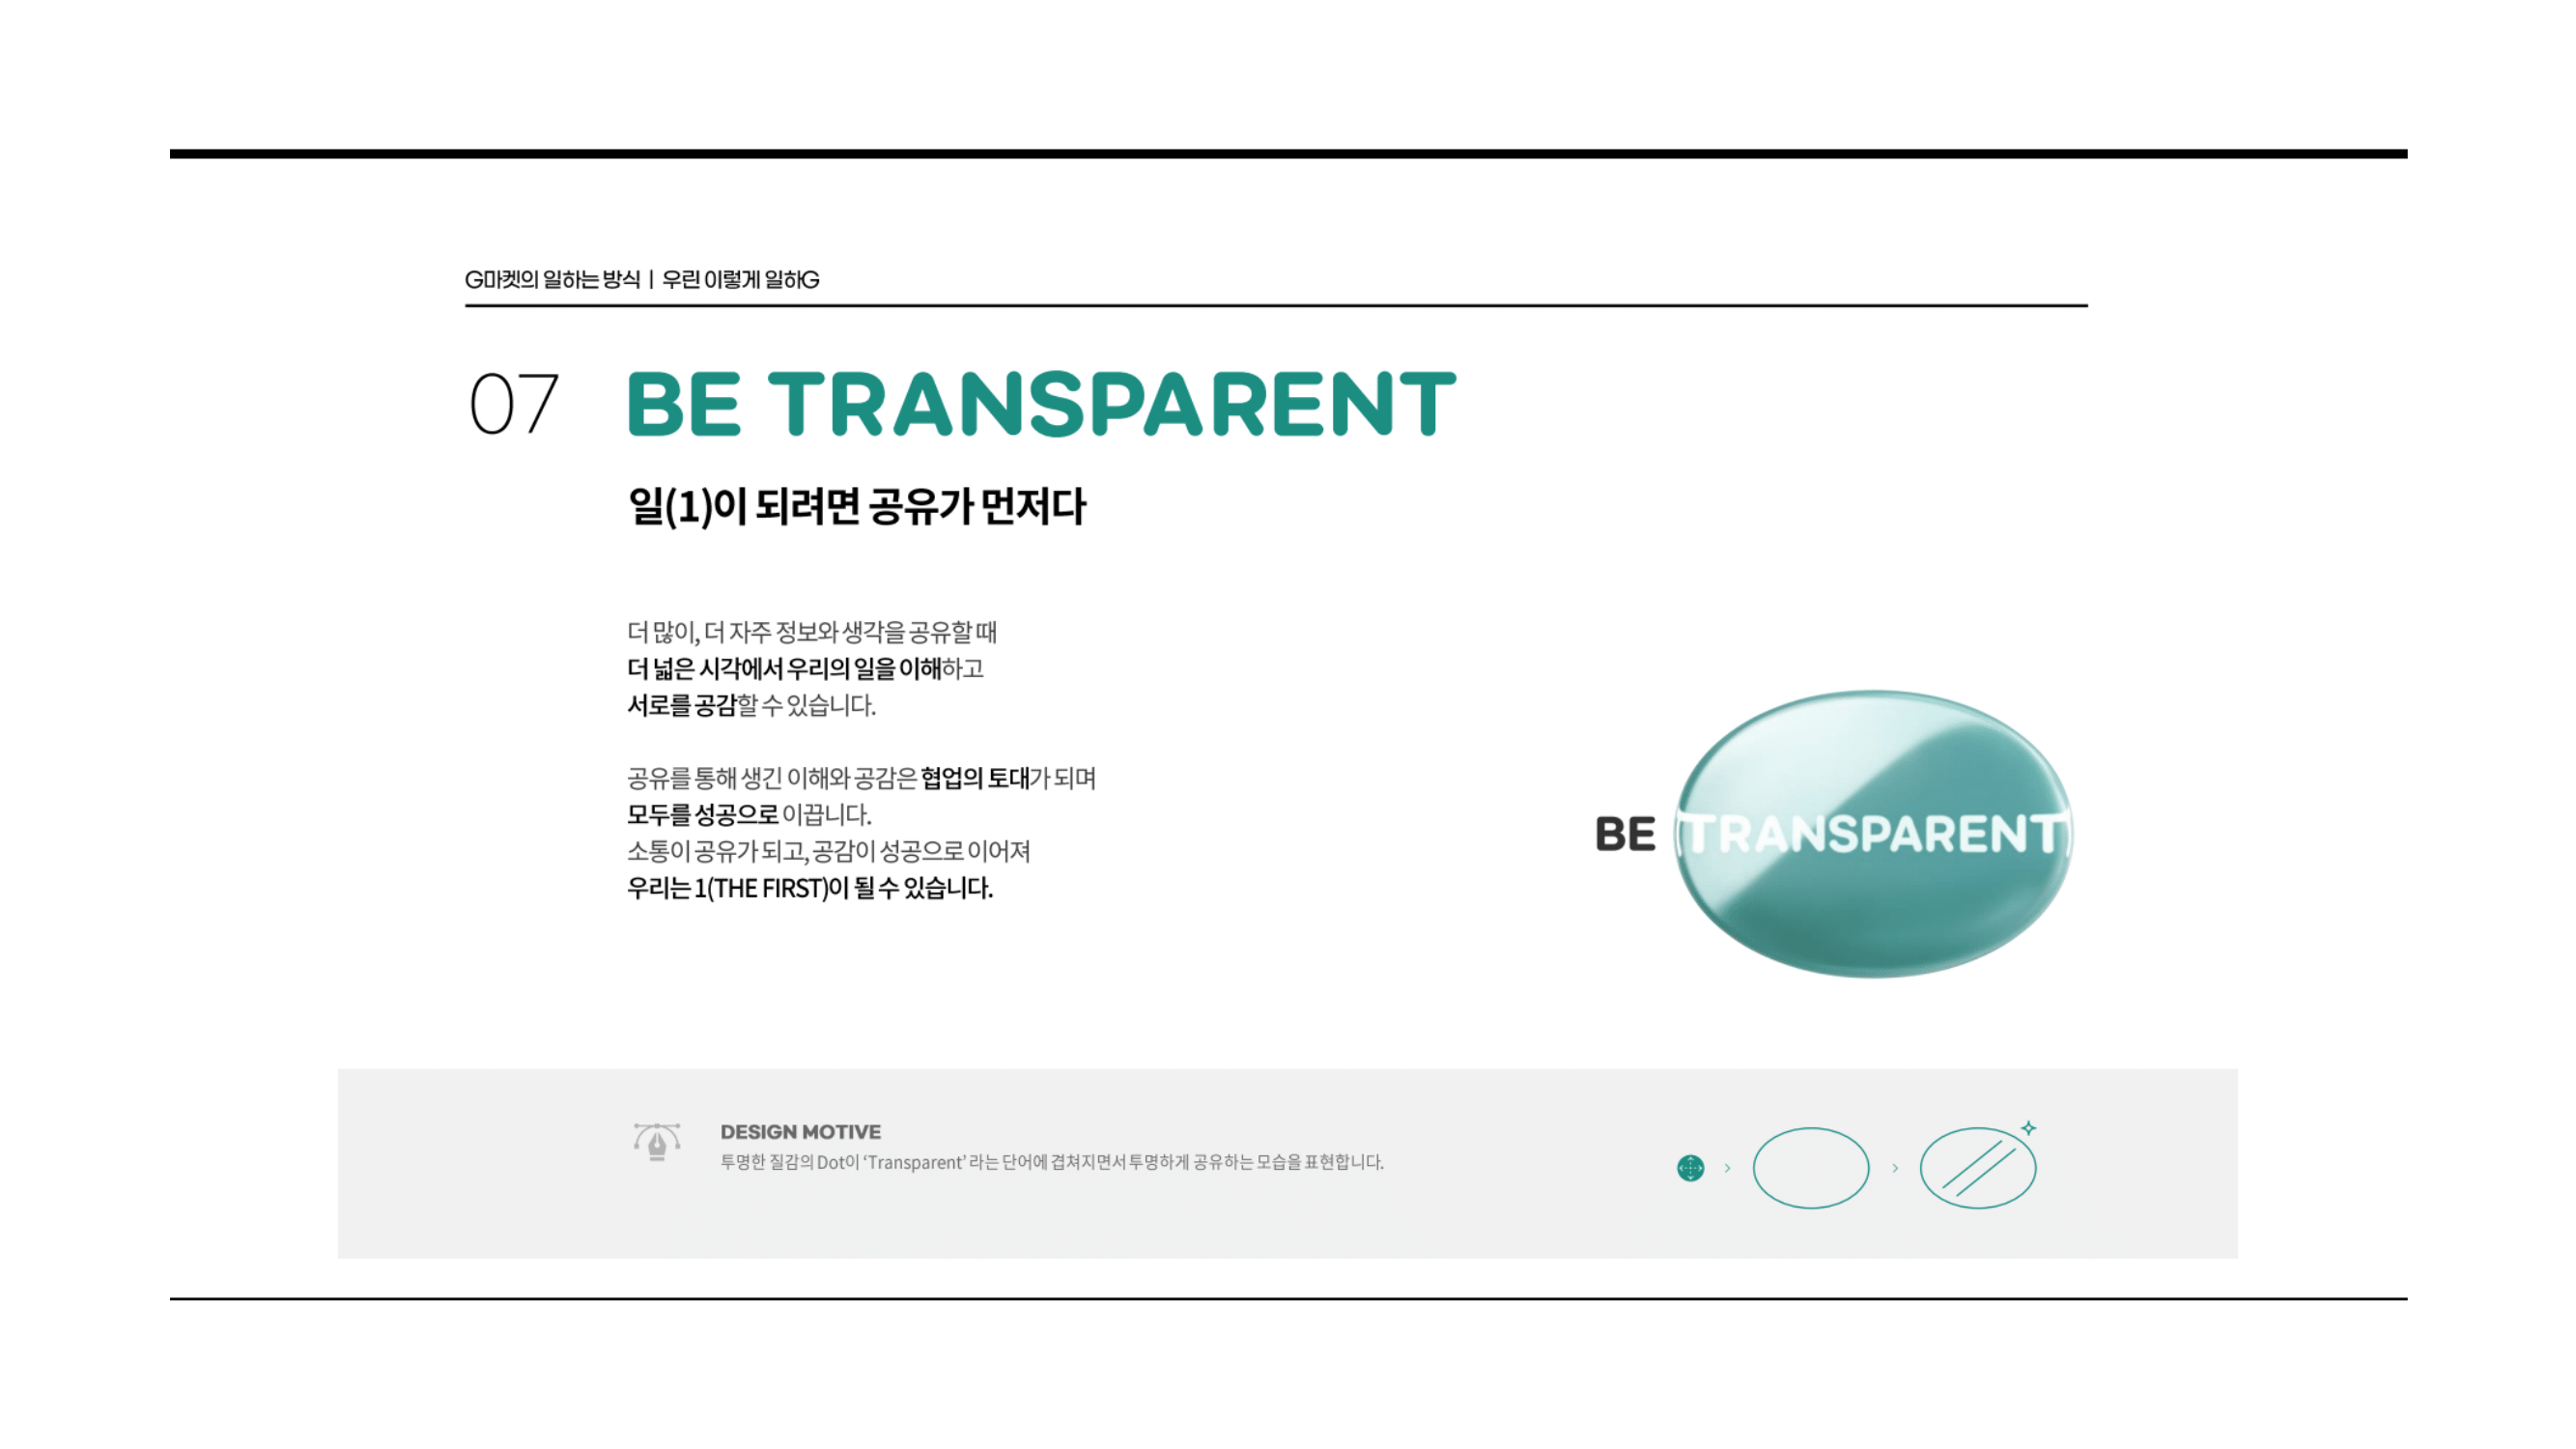 G마켓의 일하는 방식 | 우린 이렇게 일하G
07 BE TRANSPARENT
일(1)이 되려면 공유가 먼저다
더 많이, 더 자주 정보와 생각을 공유할 때
더 넓은 시각에서 우리의 일을 이해하고
서로를 공감할 수 있습니다.
공유를 통해 생긴 이해와 공감은 협업의 토대가 되며
모두를 성공으로 이끕니다.
소통이 공유가 되고, 공감이 성공으로 이어져
우리는 1(THE FIRST)이 될 수 있습니다.
BE TRANSPARENT
DESIGN MOTIVE
투명한 질감의 Dot이 ‘Transparent’ 라는 단어에 겹쳐지면서 투명하게 공유하는 모습을 표현합니다.